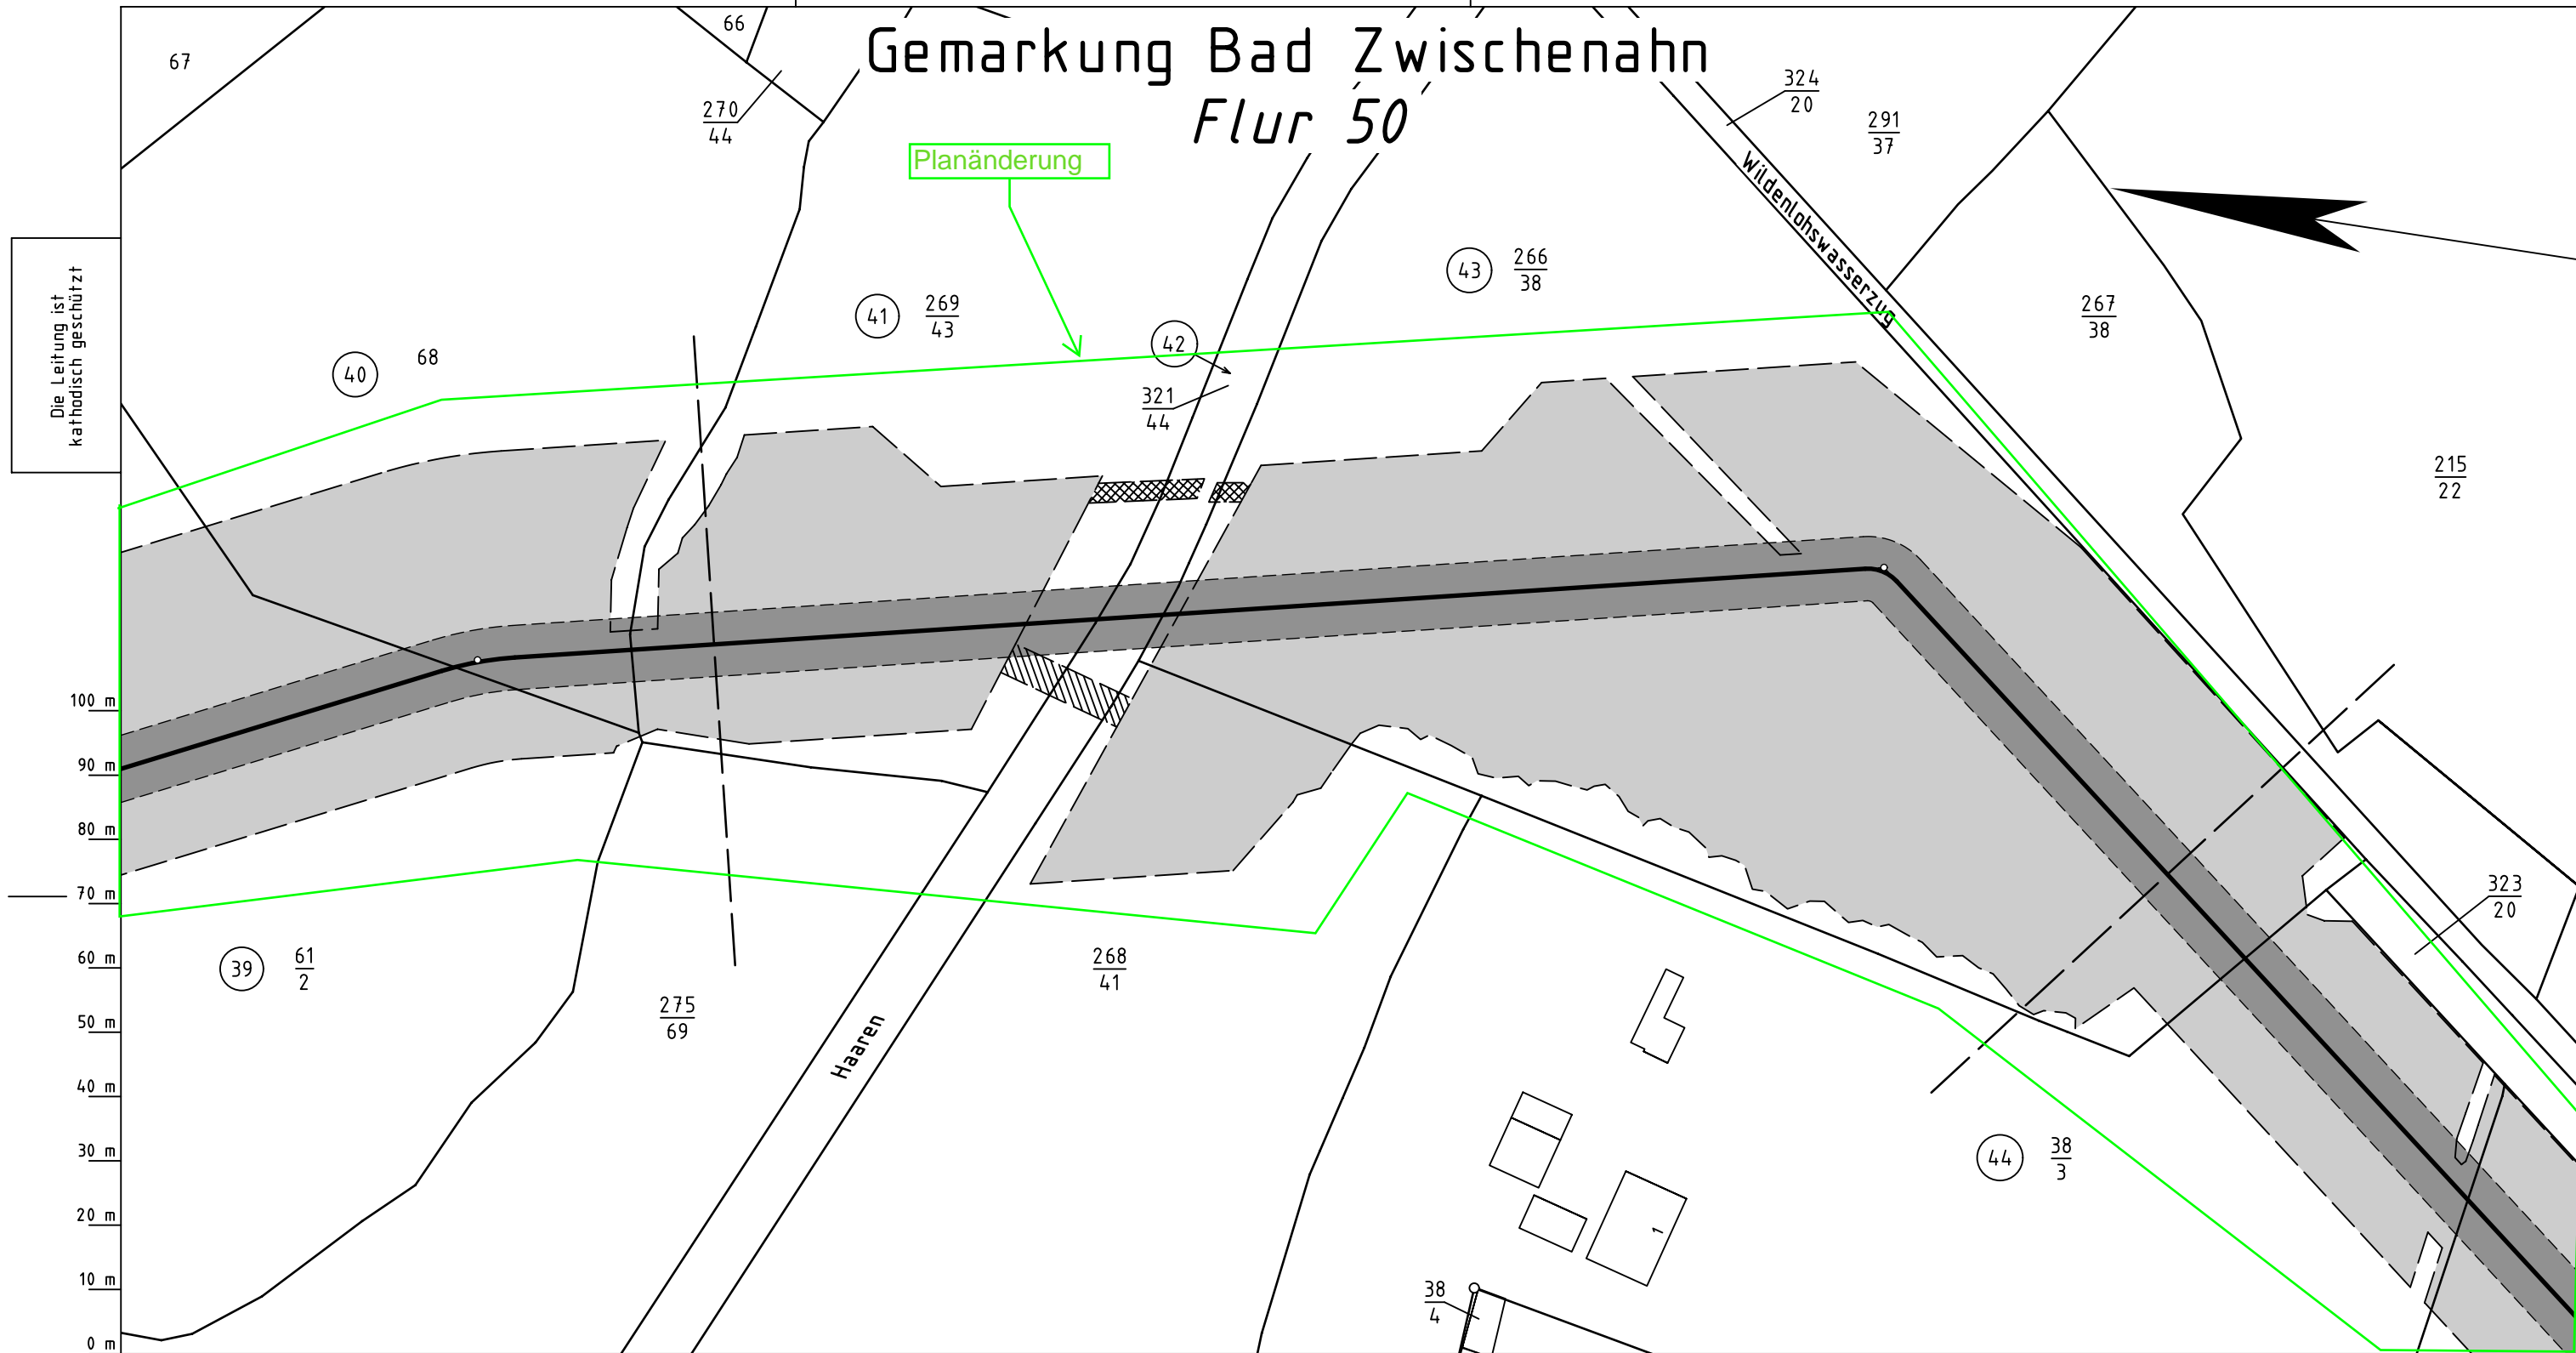 Gemarkung Bad Zwischenahn
Flur 50
67
66
270
44
Planänderung
324
20
291
37
Wildenlohswasserzug
Die Leitung ist
kathodisch geschützt
40
68
41
269
43
42
321
44
43
266
38
267
38
215
22
100 m
90 m
80 m
70 m
60 m
50 m
40 m
30 m
20 m
10 m
0 m
39
61
2
275
69
Haaren
268
41
323
20
44
38
3
1
38
4